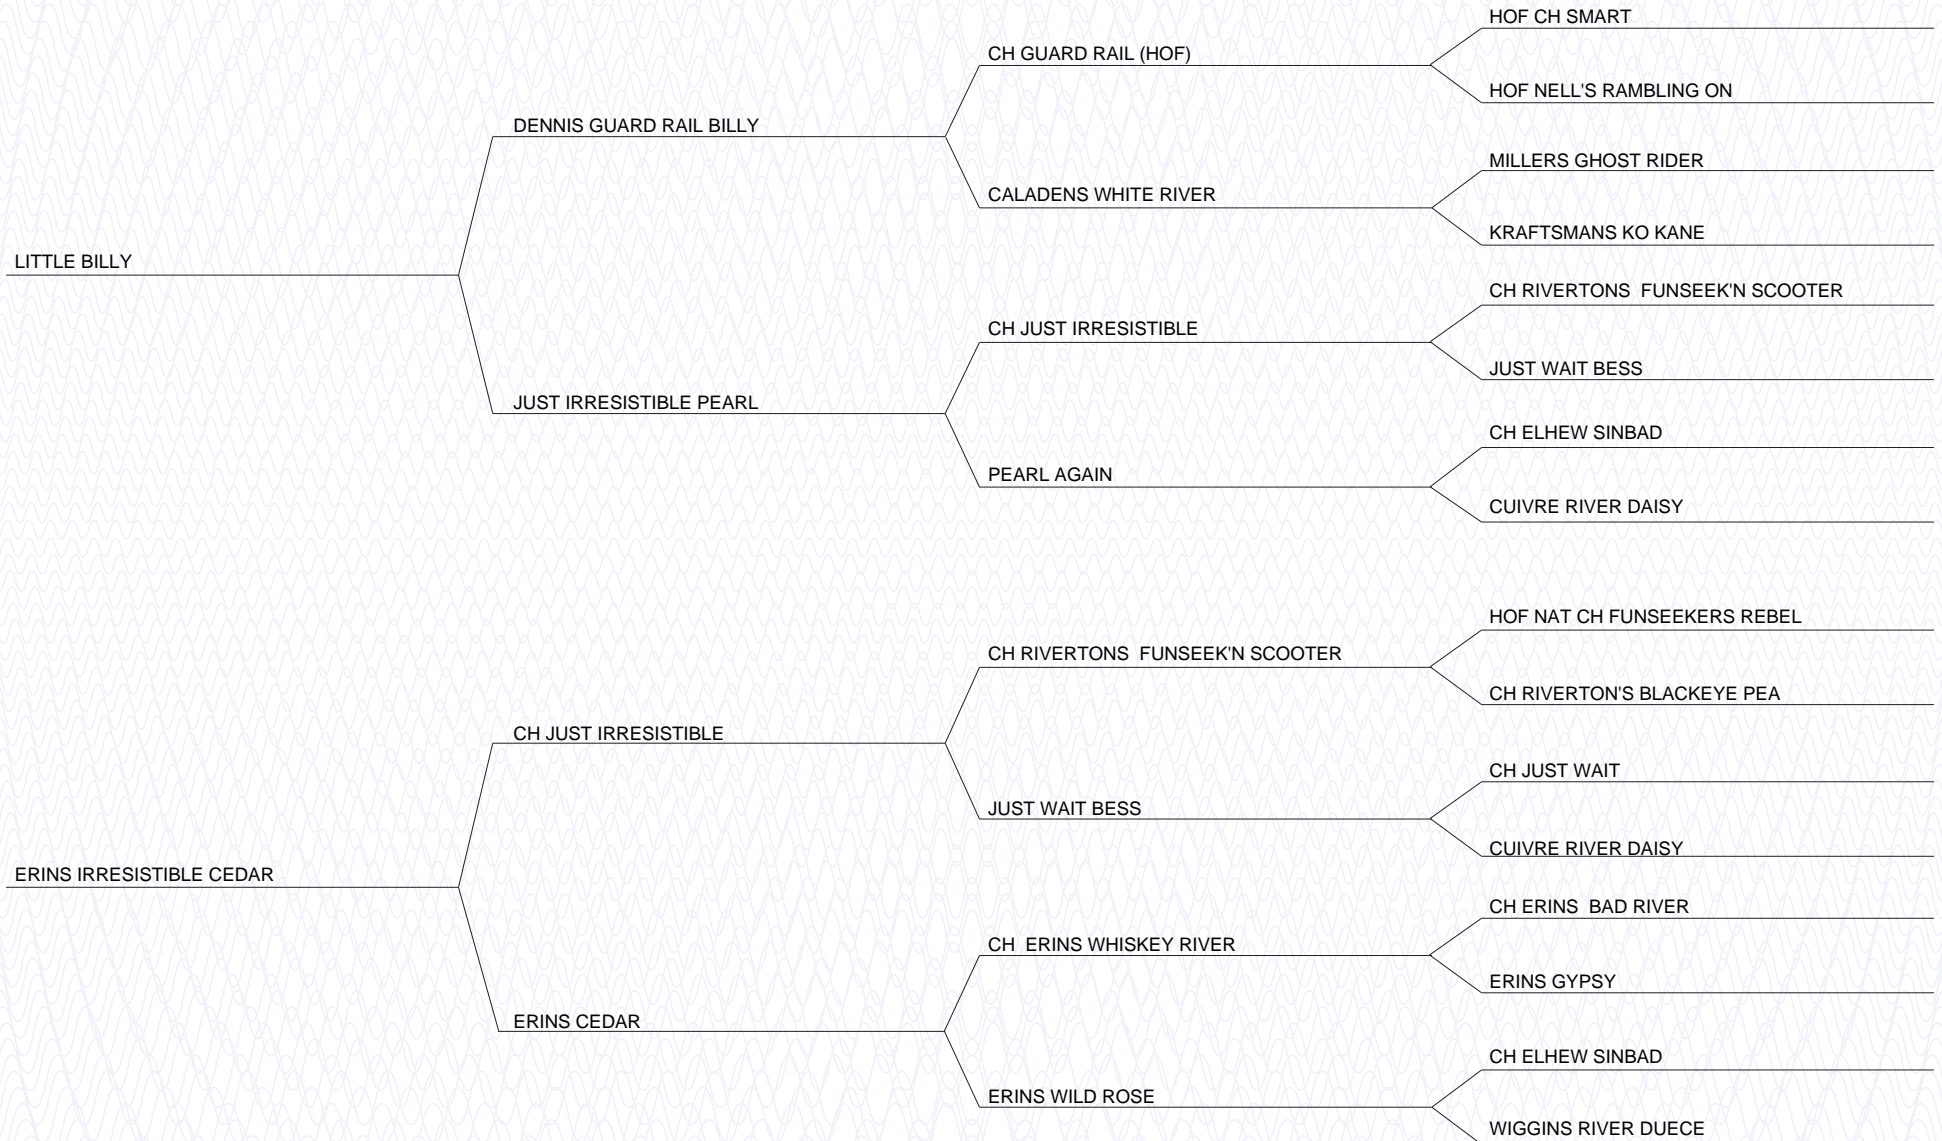 HOF CH SMART
CH GUARD RAIL (HOF)
HOF NELL'S RAMBLING ON
DENNIS GUARD RAIL BILLY
MILLERS GHOST RIDER
CALADENS WHITE RIVER
KRAFTSMANS KO KANE
LITTLE BILLY
CH RIVERTONS  FUNSEEK'N SCOOTER
CH JUST IRRESISTIBLE
JUST WAIT BESS
JUST IRRESISTIBLE PEARL
CH ELHEW SINBAD
PEARL AGAIN
CUIVRE RIVER DAISY
HOF NAT CH FUNSEEKERS REBEL
CH RIVERTONS  FUNSEEK'N SCOOTER
CH RIVERTON'S BLACKEYE PEA
CH JUST IRRESISTIBLE
CH JUST WAIT
JUST WAIT BESS
CUIVRE RIVER DAISY
ERINS IRRESISTIBLE CEDAR
CH ERINS  BAD RIVER
CH  ERINS WHISKEY RIVER
ERINS GYPSY
ERINS CEDAR
CH ELHEW SINBAD
ERINS WILD ROSE
WIGGINS RIVER DUECE